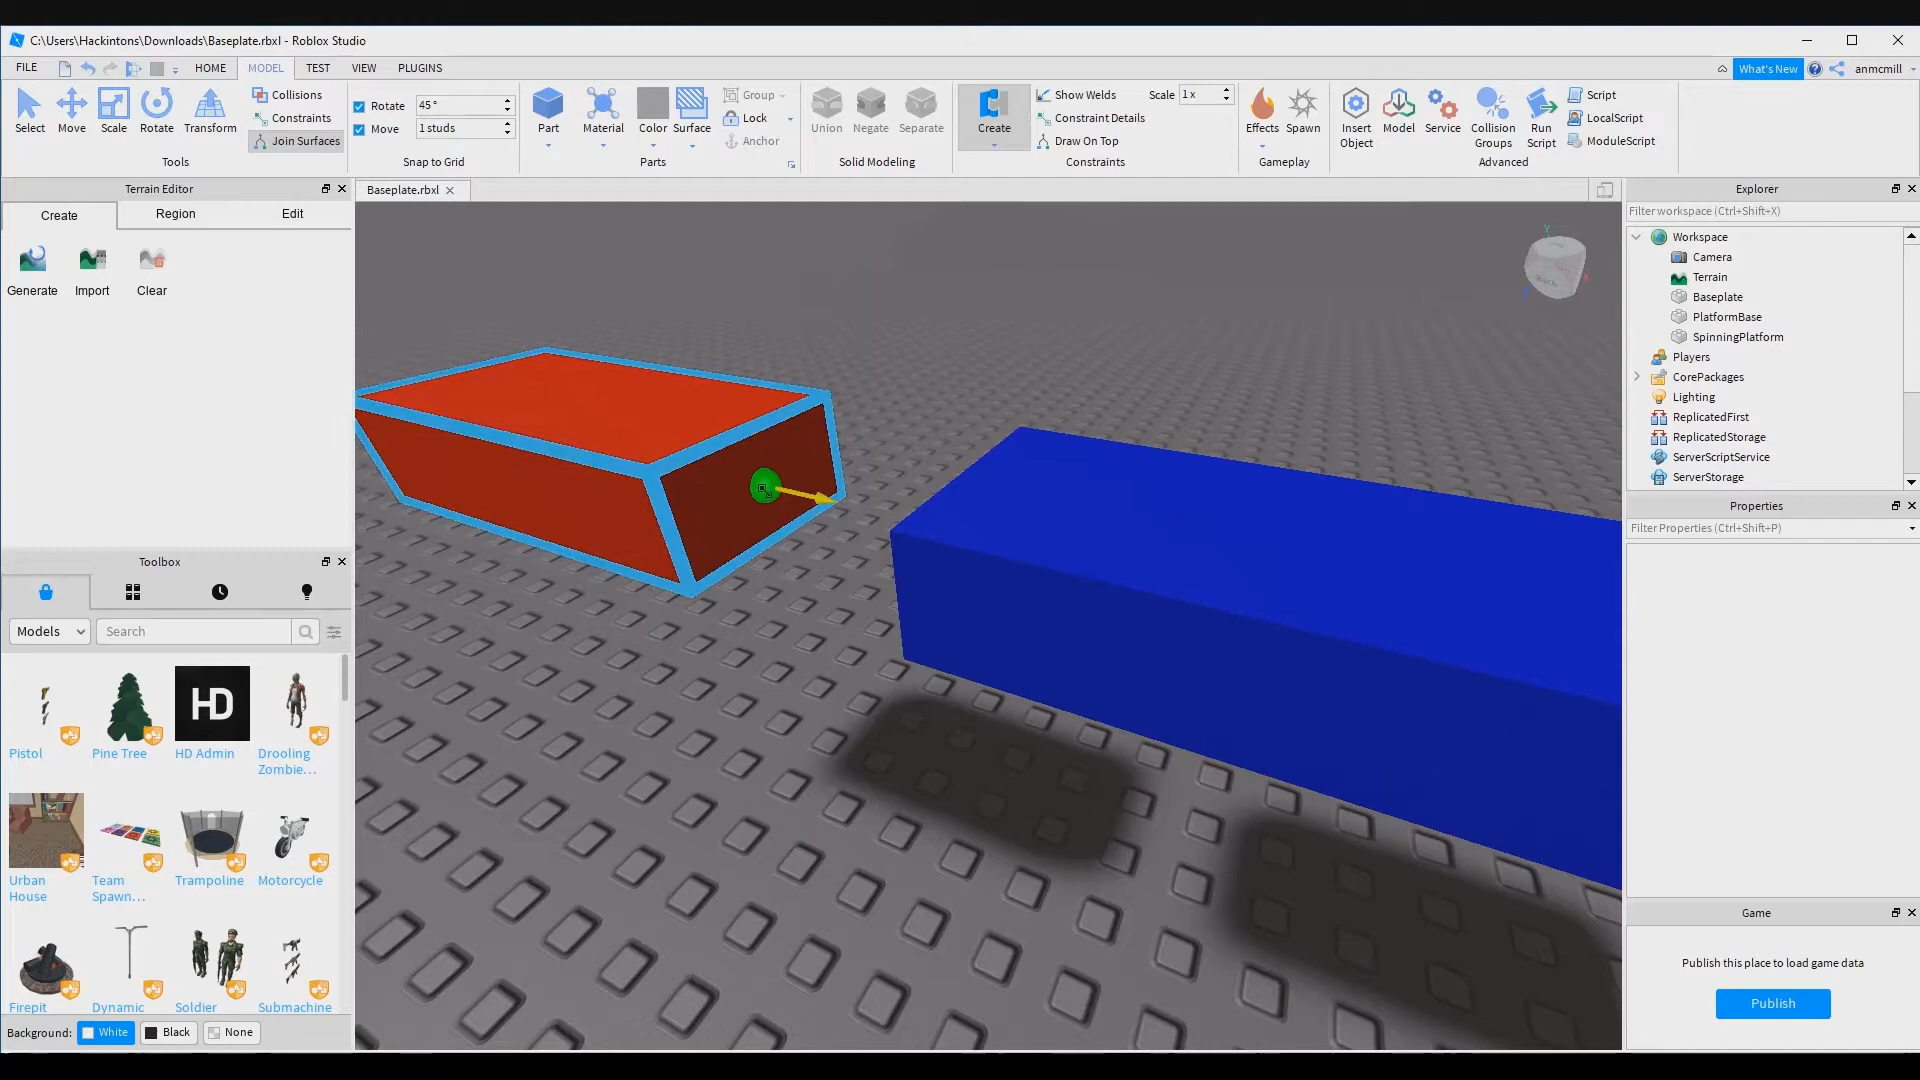 C:\Users\Hackintons\Downloads\Baseplate.rbxl - Roblox Studio
FILE HOME MODEL TEST VIEW PLUGINS What's New anmcmill
Select Move Scale Rotate Transform
Collisions
Constraints
Join Surfaces
Tools
Rotate 45°
Move 1 studs
Snap to Grid
Part Material Color Surface
Group
Lock
Anchor
Parts
Union Negate Separate
Solid Modeling
Create
Show Welds Scale 1 x
Constraint Details
Draw On Top
Constraints
Effects Spawn
Gameplay
Insert Object
Model
Service
Collision Groups
Run Script
Script
LocalScript
ModuleScript
Advanced
Terrain Editor
Create Region Edit
Generate Import Clear
Toolbox
Models Search
Pistol Pine Tree HD Admin Drooling Zombie...
HD
Urban House Team Spawn... Trampoline Motorcycle
Firepit Dynamic Soldier Submachine
Background: White Black None
Baseplate.rbxl
Y
Explorer
Filter workspace (Ctrl+Shift+X)
Workspace
Camera
Terrain
Baseplate
PlatformBase
SpinningPlatform
Players
CorePackages
Lighting
ReplicatedFirst
ReplicatedStorage
ServerScriptService
ServerStorage
Properties
Filter Properties (Ctrl+Shift+P)
Game
Publish this place to load game data
Publish